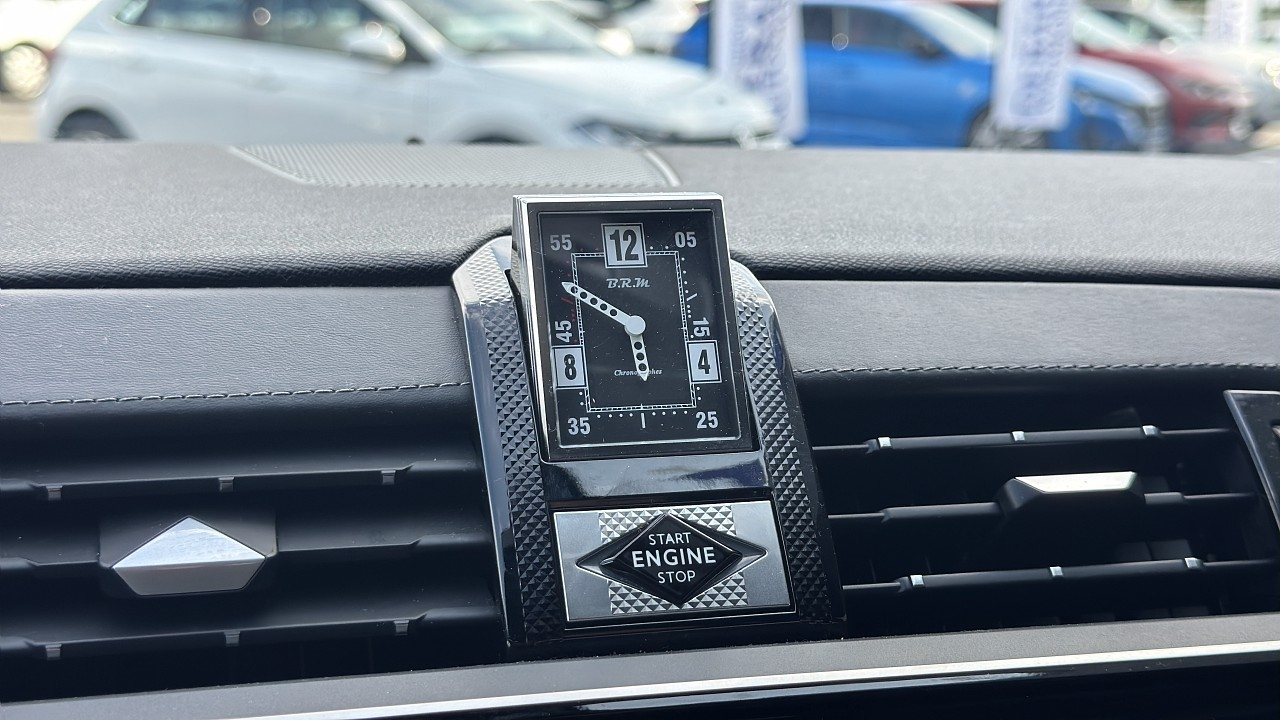 55 12 05
B.R.M
45 15
8 4
Chronographes
35 25
START
ENGINE
STOP